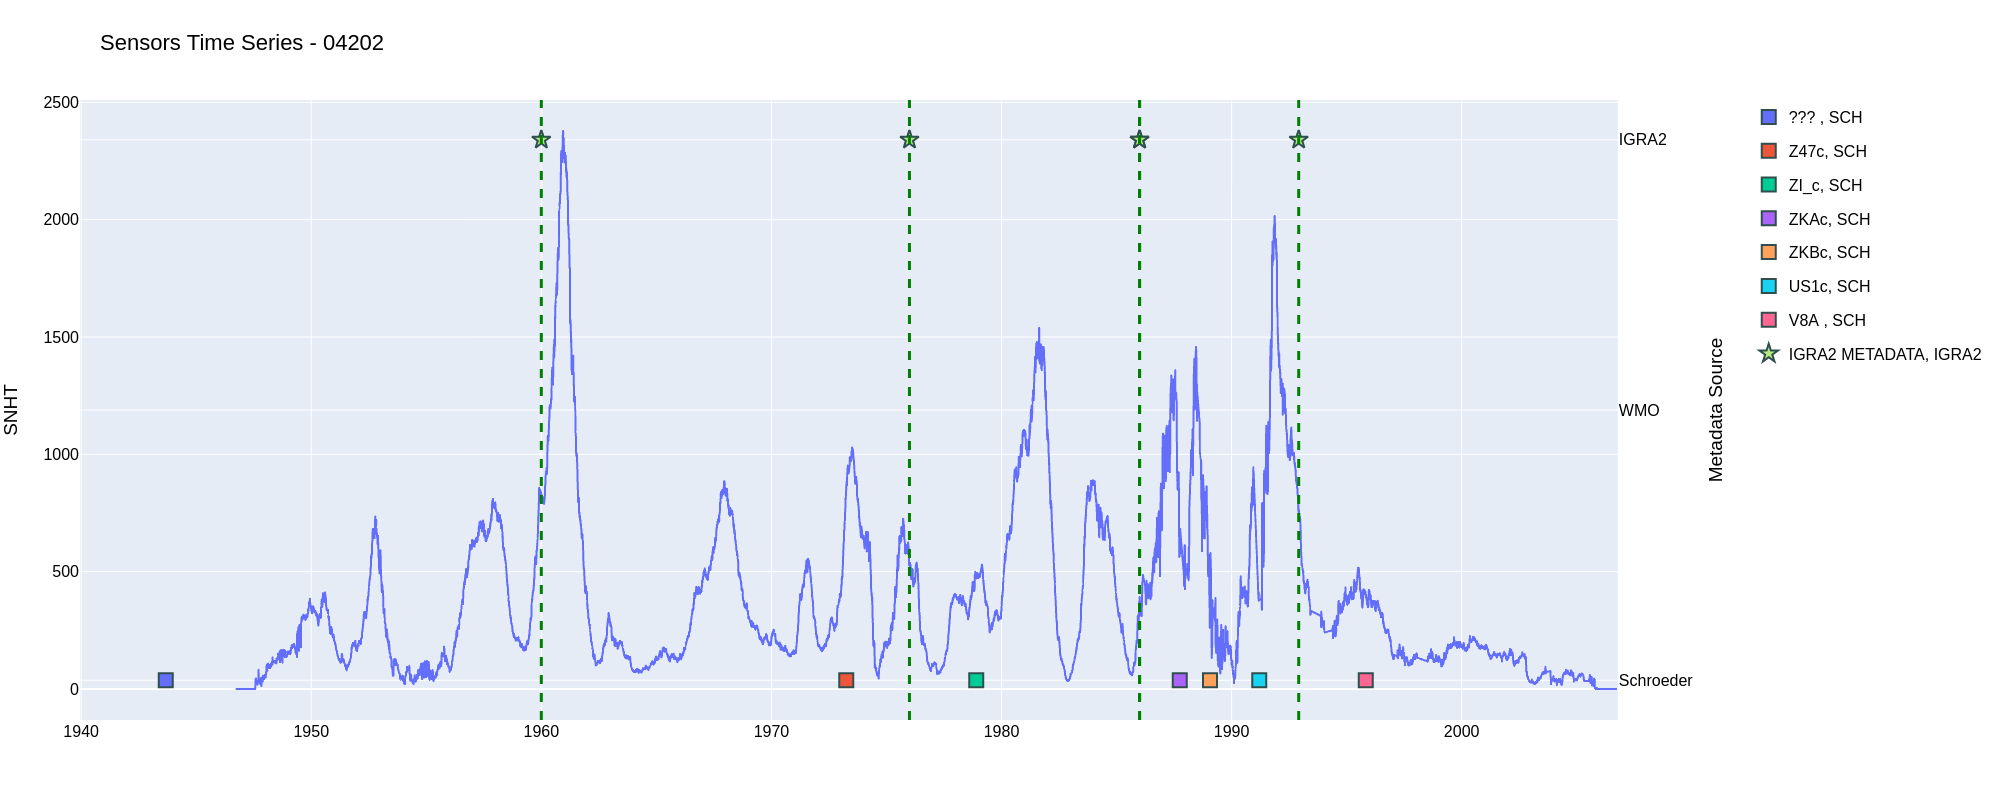 Sensors Time Series - 04202
SNHT
2500
2000
1500
1000
500
0
1940
1950
1960
1970
1980
1990
2000
IGRA2
WMO
Schroeder
Metadata Source
??? , SCH
Z47c, SCH
ZI_c, SCH
ZKAc, SCH
ZKBc, SCH
US1c, SCH
V8A , SCH
IGRA2 METADATA, IGRA2